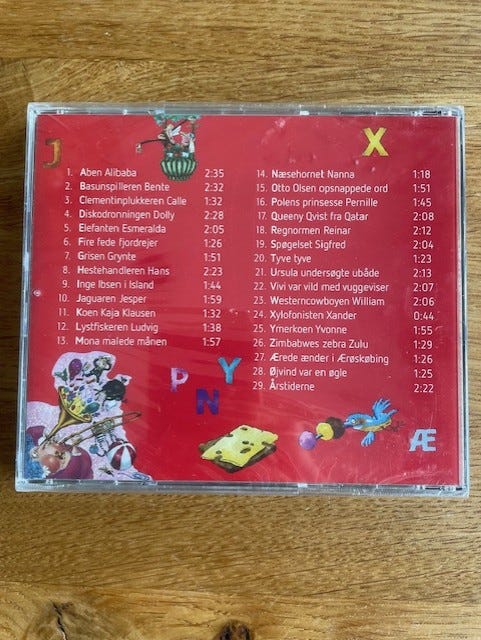 J
X
1. Aben Alibaba 2:35
2. Basunspilleren Bente 2:32
3. Clementinplukkeren Calle 1:32
4. Diskodronningen Dolly 2:28
5. Elefanten Esmeralda 2:05
6. Fire fede fjordrejer 1:26
7. Grisen Grynte 1:51
8. Hestehandleren Hans 2:23
9. Inge Ibsen i Island 1:44
10. Jaguaren Jesper 1:59
11. Koen Kaja Klausen 1:32
12. Lystfiskeren Ludvig 1:38
13. Mona malede månen 1:57
14. Næsehornet Nanna 1:18
15. Otto Olsen opsnappede ord 1:51
16. Polens prinsesse Pernille 1:45
17. Queeny Qvist fra Qatar 2:08
18. Regnormen Reinar 2:12
19. Spøgelset Sigfred 2:04
20. Tyve tyve 1:23
21. Ursula undersøgte ubåde 2:13
22. Vivi var vild med vuggeviser 2:07
23. Westerncowboyen William 2:06
24. Xylofonisten Xander 0:44
25. Ymerkoen Yvonne 1:55
26. Zimbabwes zebra Zulu 1:29
27. Ærede ænder i Ærøskøbing 1:26
28. Øjvind var en øgle 1:25
29. Årstiderne 2:22
P
N
Y
Æ